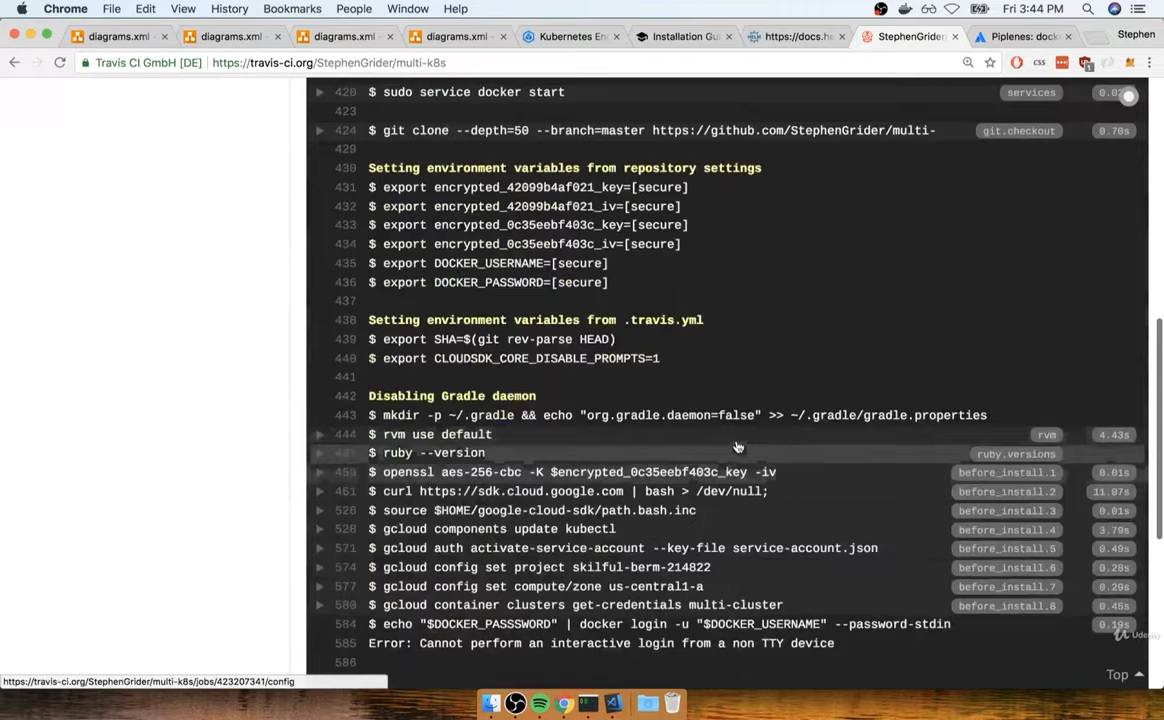 Chrome File Edit View History Bookmarks People Window Help Fri 3:44 PM
diagrams.xml - diagrams.xml - diagrams.xml - diagrams.xml - Kubernetes En Installation Gui https://docs.he StephenGrider Piplenes: dock Stephen
Travis CI GmbH [DE] https://travis-ci.org/StephenGrider/multi-k8s
420 $ sudo service docker start services
423
424 $ git clone --depth=50 --branch=master https://github.com/StephenGrider/multi- git.checkout 0.70s
429
430 Setting environment variables from repository settings
431 $ export encrypted_42099b4af021_key=[secure]
432 $ export encrypted_42099b4af021_iv=[secure]
433 $ export encrypted_0c35eebf403c_key=[secure]
434 $ export encrypted_0c35eebf403c_iv=[secure]
435 $ export DOCKER_USERNAME=[secure]
436 $ export DOCKER_PASSWORD=[secure]
437
438 Setting environment variables from .travis.yml
439 $ export SHA=$(git rev-parse HEAD)
440 $ export CLOUDSDK_CORE_DISABLE_PROMPTS=1
441
442 Disabling Gradle daemon
443 $ mkdir -p ~/.gradle && echo "org.gradle.daemon=false" >> ~/.gradle/gradle.properties
444 $ rvm use default rvm 4.43s
$ ruby --version ruby.versions
459 $ openssl aes-256-cbc -K $encrypted_0c35eebf403c_key -iv before_install.1 0.01s
461 $ curl https://sdk.cloud.google.com | bash > /dev/null; before_install.2 11.07s
520 $ source $HOME/google-cloud-sdk/path.bash.inc before_install.3 0.01s
528 $ gcloud components update kubectl before_install.4 3.79s
571 $ gcloud auth activate-service-account --key-file service-account.json before_install.5 0.49s
574 $ gcloud config set project skilful-berm-214822 before_install.6 0.28s
577 $ gcloud config set compute/zone us-central1-a before_install.7 0.29s
580 $ gcloud container clusters get-credentials multi-cluster before_install.8 0.45s
584 $ echo "$DOCKER_PASSSWORD" | docker login -u "$DOCKER_USERNAME" --password-stdin 0.19s
585 Error: Cannot perform an interactive login from a non TTY device
Udemy
586
Top
https://travis-ci.org/StephenGrider/multi-k8s/jobs/423207341/config